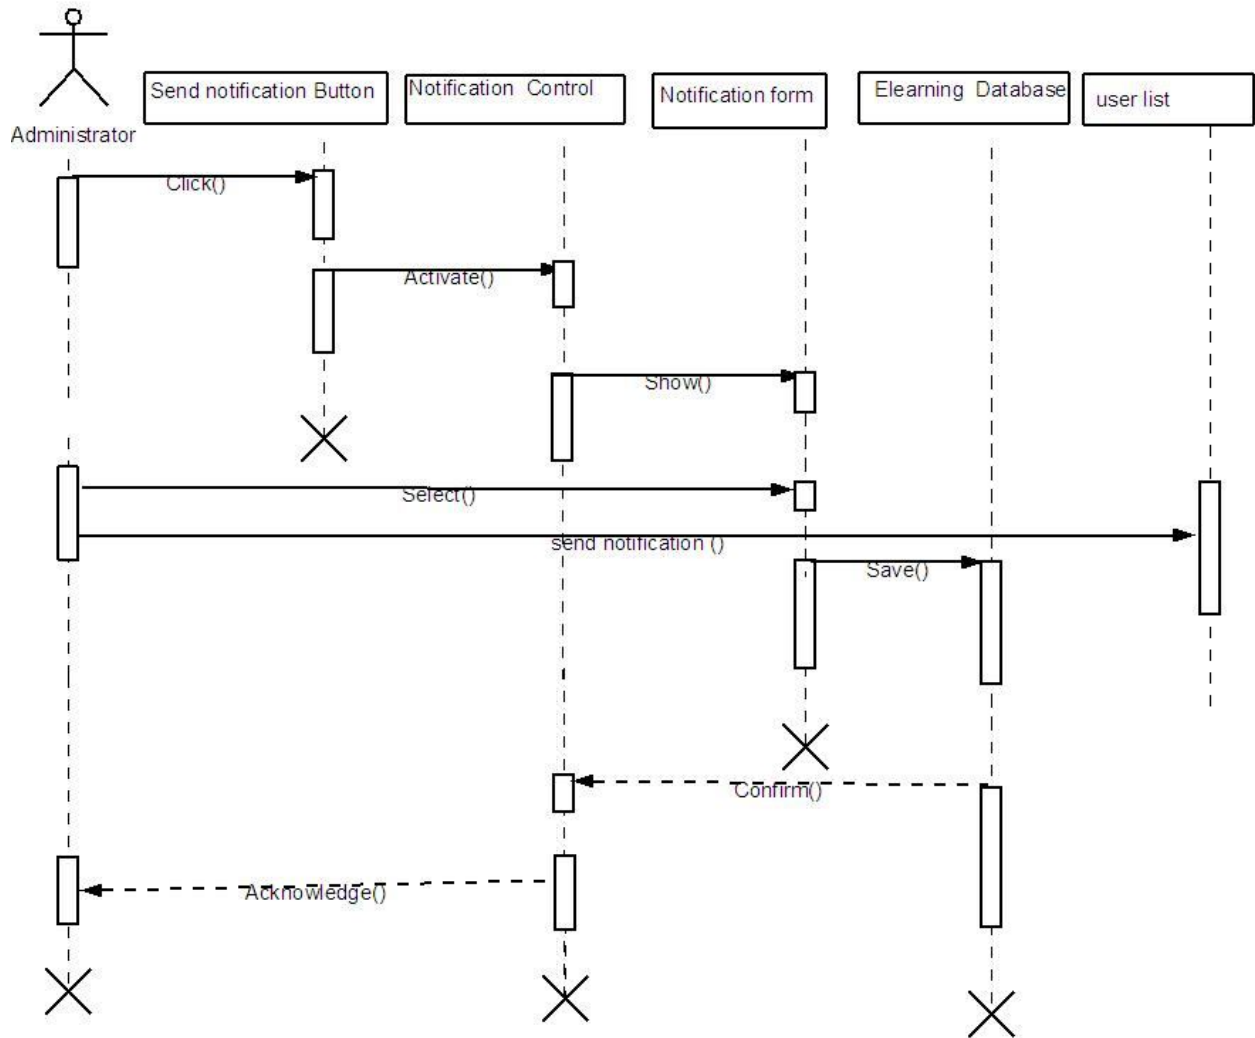 Administrator
Send notification Button
Notification Control
Notification form
Elearning Database
user list
Click()
Activate()
Show()
Select()
send notification ()
Save()
Confirm()
Acknowledge()